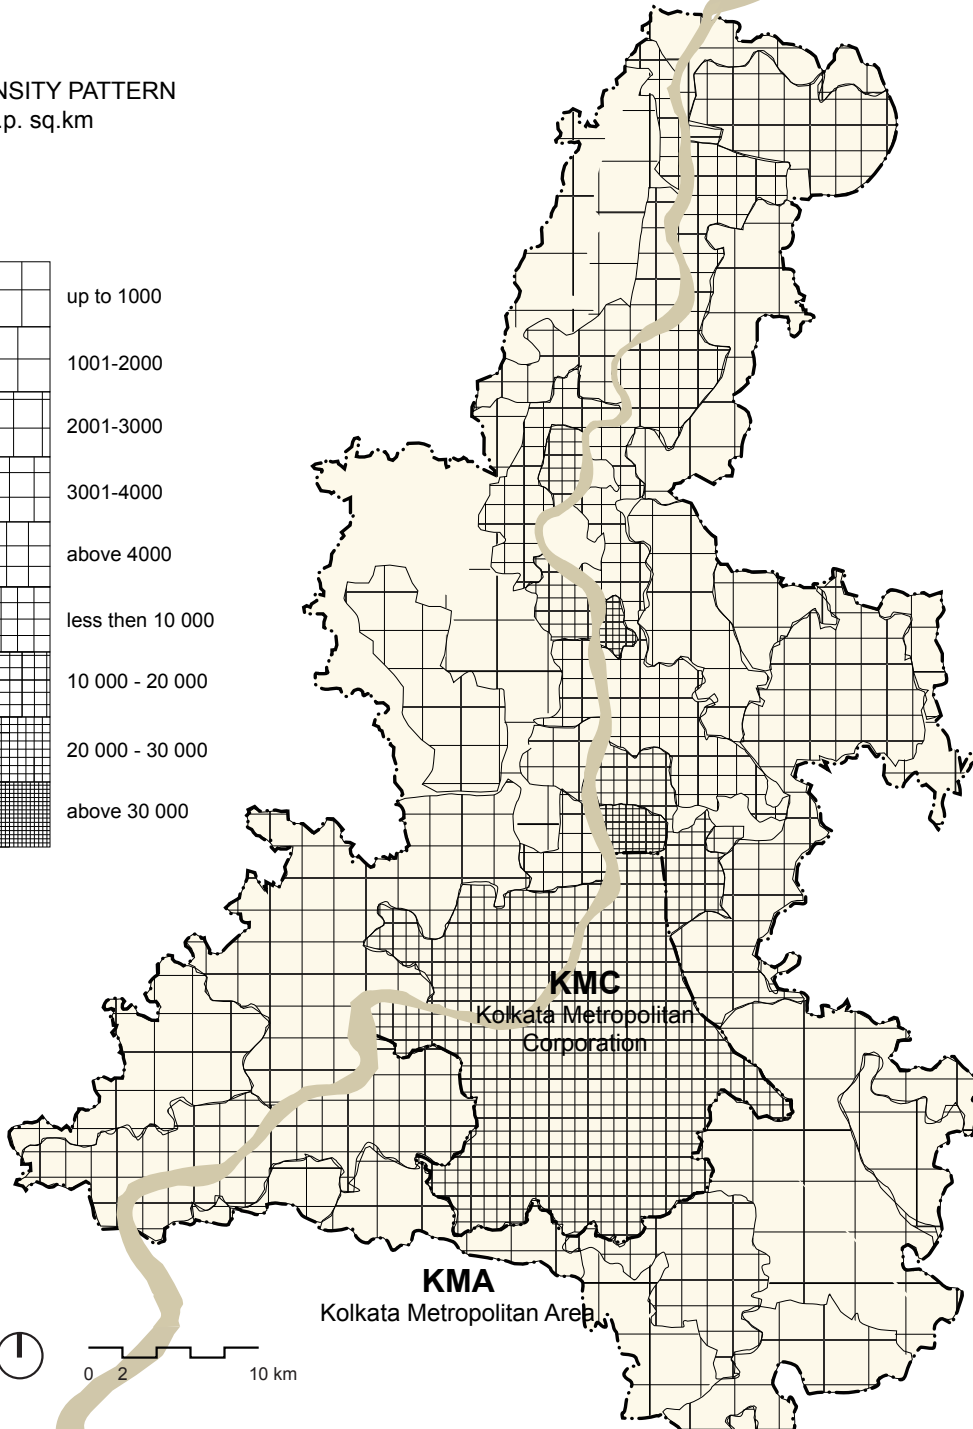 NSITY PATTERN
.p. sq.km
up to 1000
1001-2000
2001-3000
3001-4000
above 4000
less then 10 000
10 000 - 20 000
20 000 - 30 000
above 30 000
KMC
Kolkata Metropolitan
Corporation
KMA
Kolkata Metropolitan Area
0 2 10 km